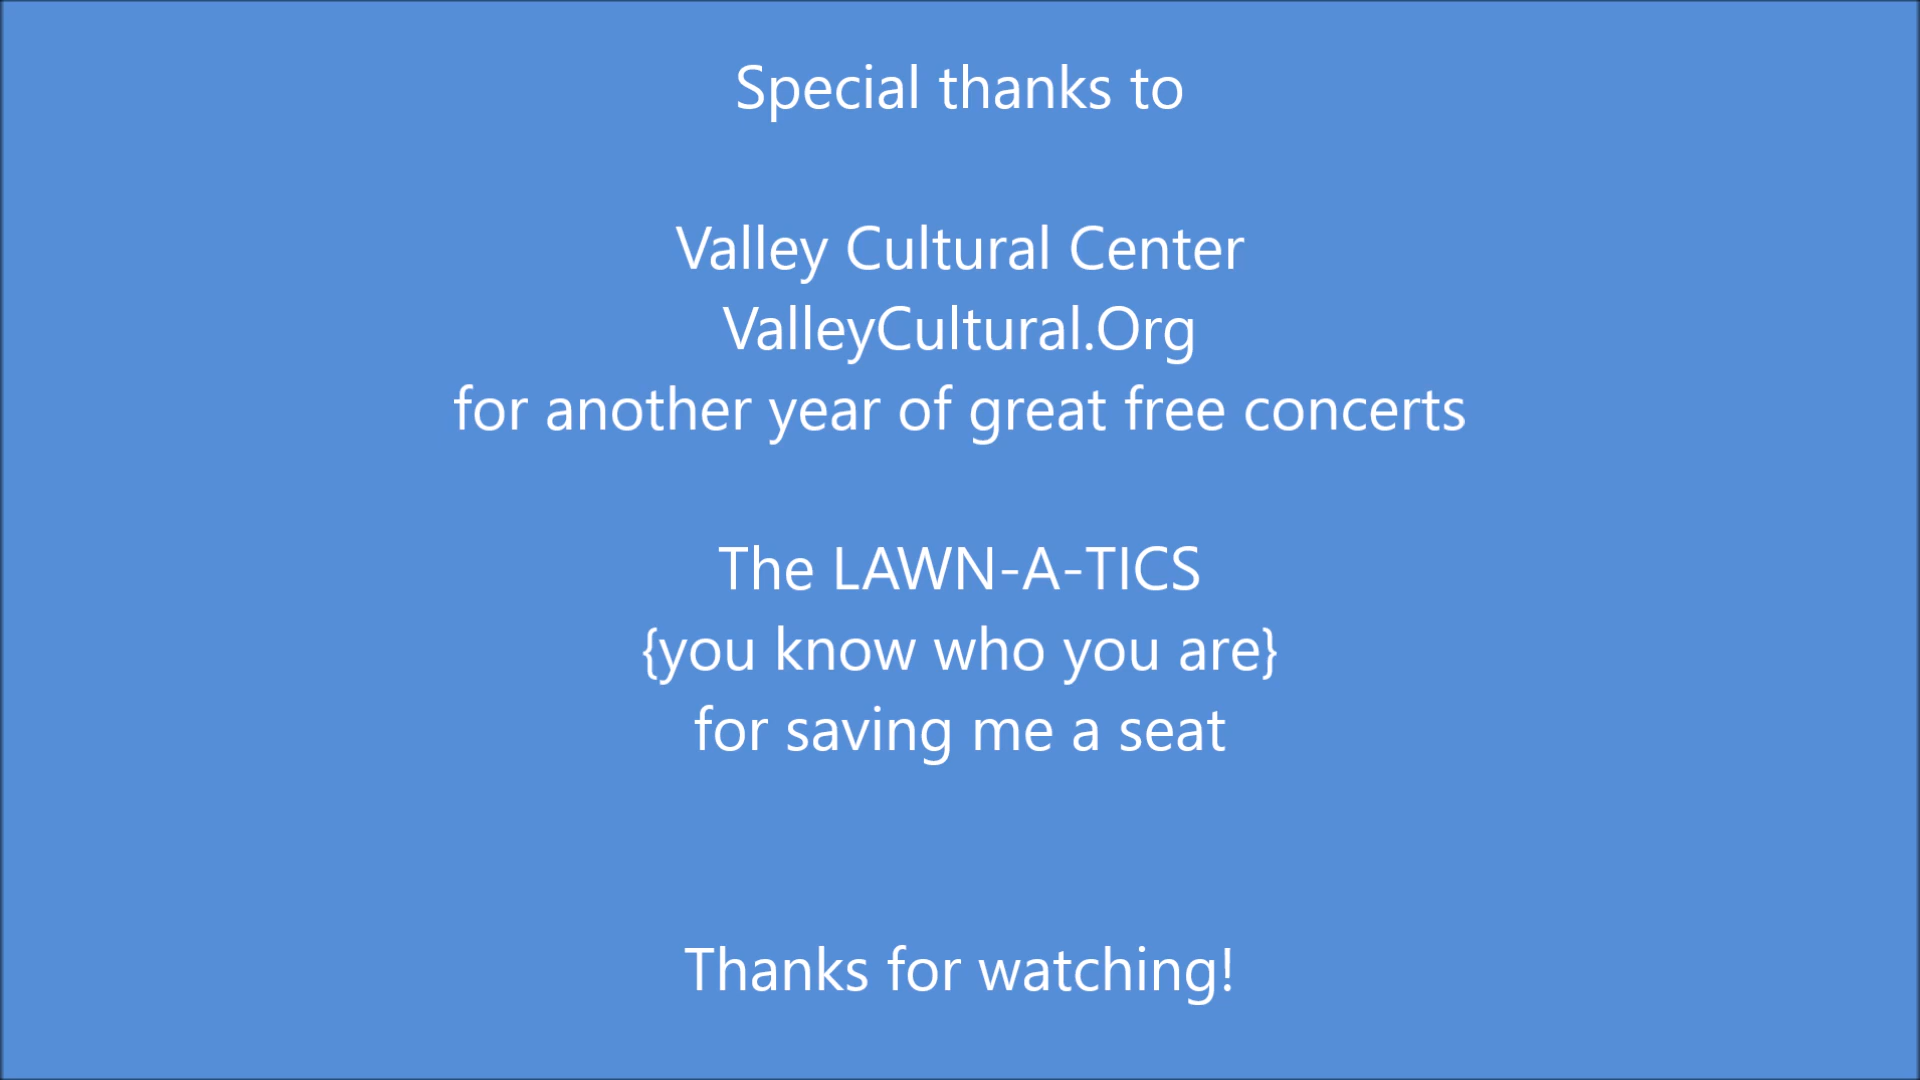 Special thanks to
Valley Cultural Center
ValleyCultural.Org
for another year of great free concerts
The LAWN-A-TICS
{you know who you are}
for saving me a seat
Thanks for watching!